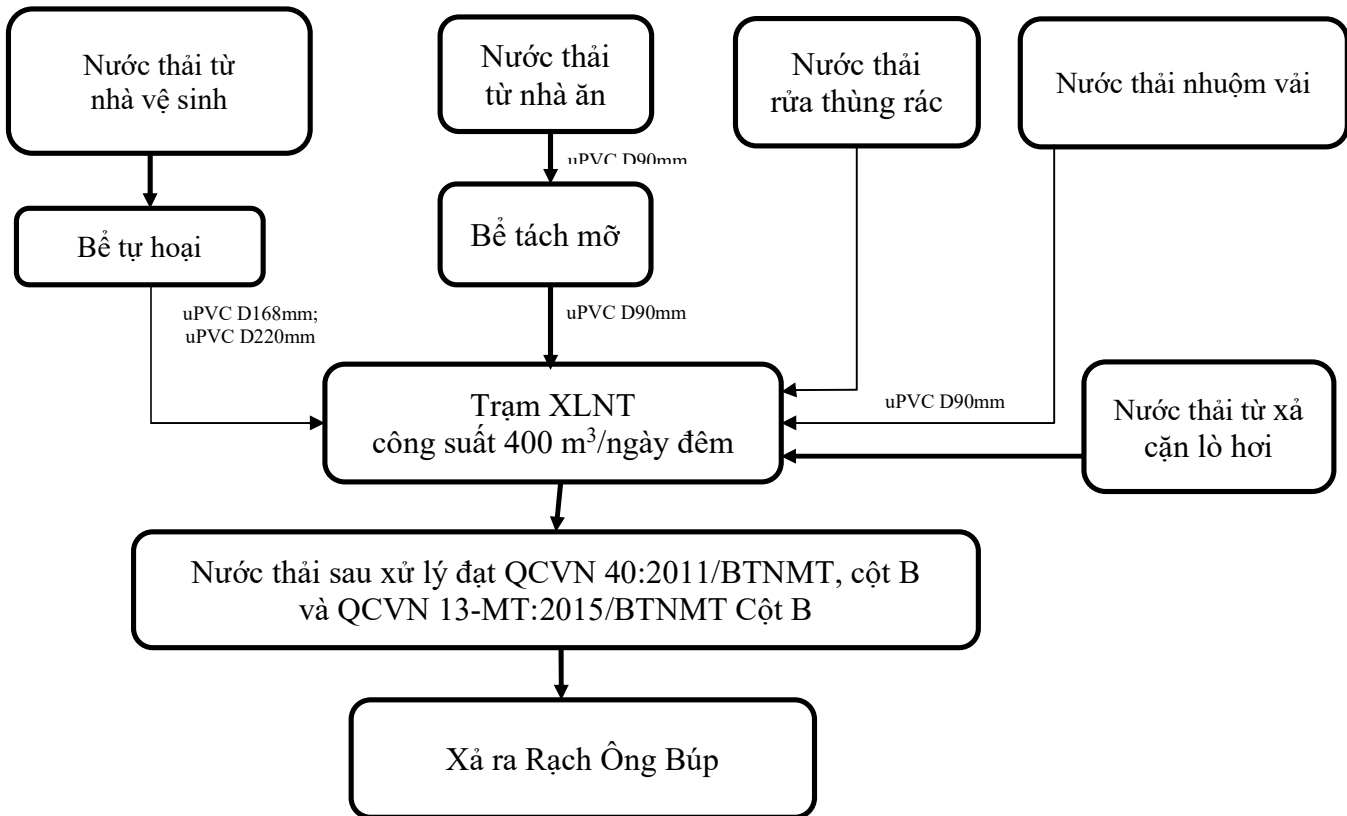 Nước thải từ
nhà vệ sinh
Nước thải
từ nhà ăn
Nước thải
rửa thùng rác
Nước thải nhuộm vải
uPVC D90mm
Bể tự hoại
Bể tách mỡ
uPVC D168mm;
uPVC D220mm
uPVC D90mm
Trạm XLNT
công suất 400 m³/ngày đêm
uPVC D90mm
Nước thải từ xả
cặn lò hơi
Nước thải sau xử lý đạt QCVN 40:2011/BTNMT, cột B
và QCVN 13-MT:2015/BTNMT Cột B
Xả ra Rạch Ông Búp